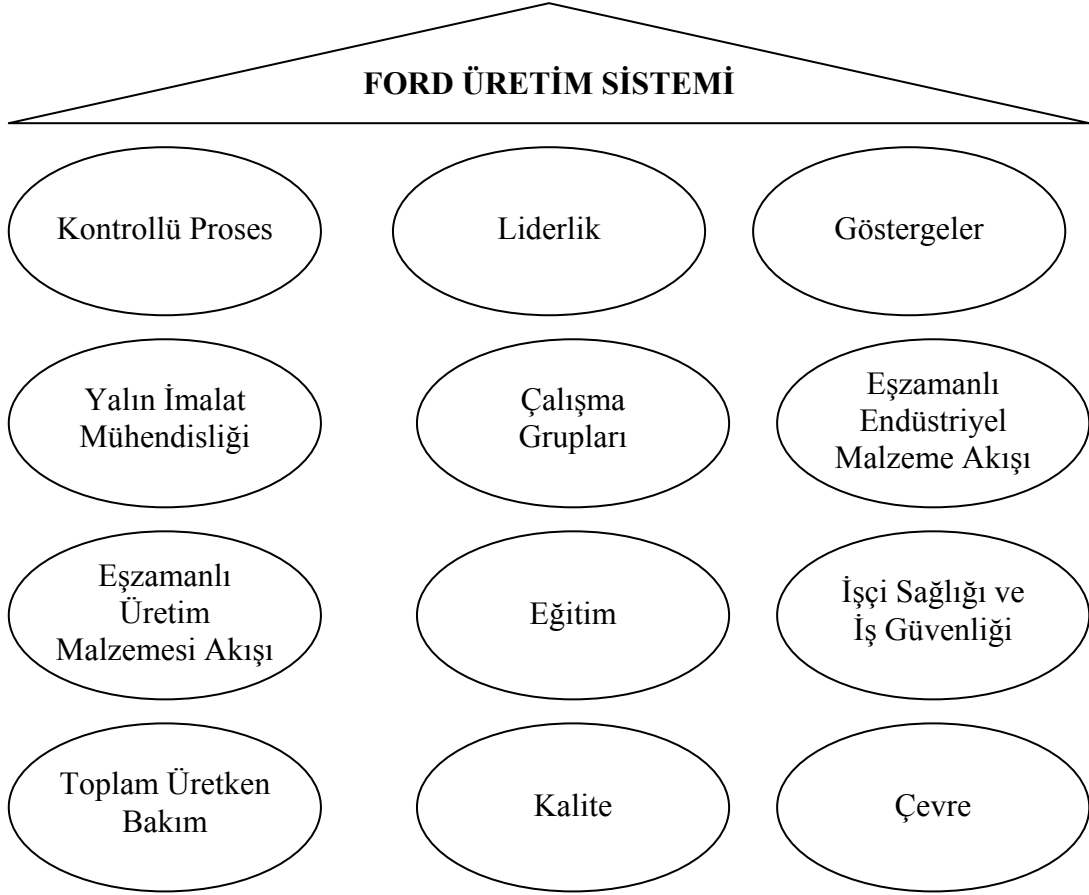 FORD ÜRETİM SİSTEMİ
Kontrollü Proses
Liderlik
Göstergeler
Yalın İmalat
Mühendisliği
Çalışma
Grupları
Eşzamanlı
Endüstriyel
Malzeme Akışı
Eşzamanlı
Üretim
Malzemesi Akışı
Eğitim
İşçi Sağlığı ve
İş Güvenliği
Toplam Üretken
Bakım
Kalite
Çevre